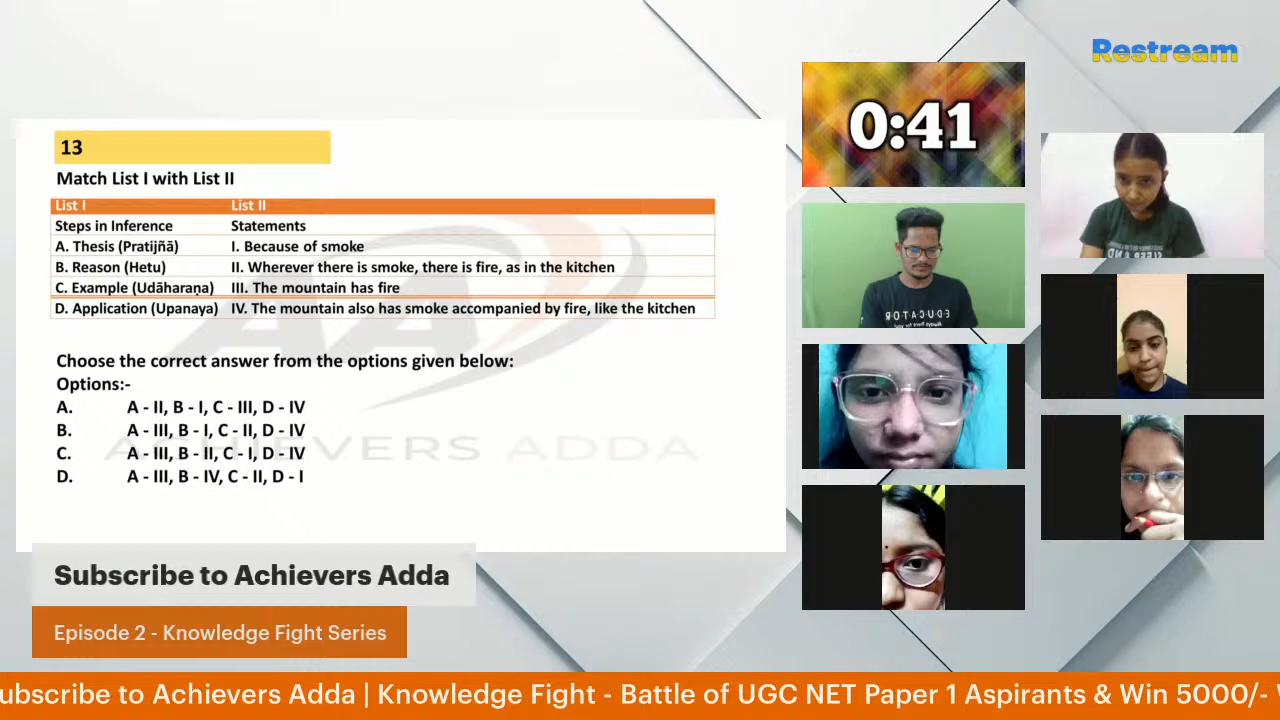 Restream
0:41
13
Match List I with List II
List I List II
Steps in Inference Statements
A. Thesis (Pratijñā) I. Because of smoke
B. Reason (Hetu) II. Wherever there is smoke, there is fire, as in the kitchen
C. Example (Udāharaṇa) III. The mountain has fire
D. Application (Upanaya) IV. The mountain also has smoke accompanied by fire, like the kitchen
Choose the correct answer from the options given below:
Options:-
A. A - II, B - I, C - III, D - IV
B. A - III, B - I, C - II, D - IV
C. A - III, B - II, C - I, D - IV
D. A - III, B - IV, C - II, D - I
ACHIEVERS ADDA
EDUCATOR
Subscribe to Achievers Adda
Episode 2 - Knowledge Fight Series
ubscribe to Achievers Adda | Knowledge Fight - Battle of UGC NET Paper 1 Aspirants & Win 5000/-